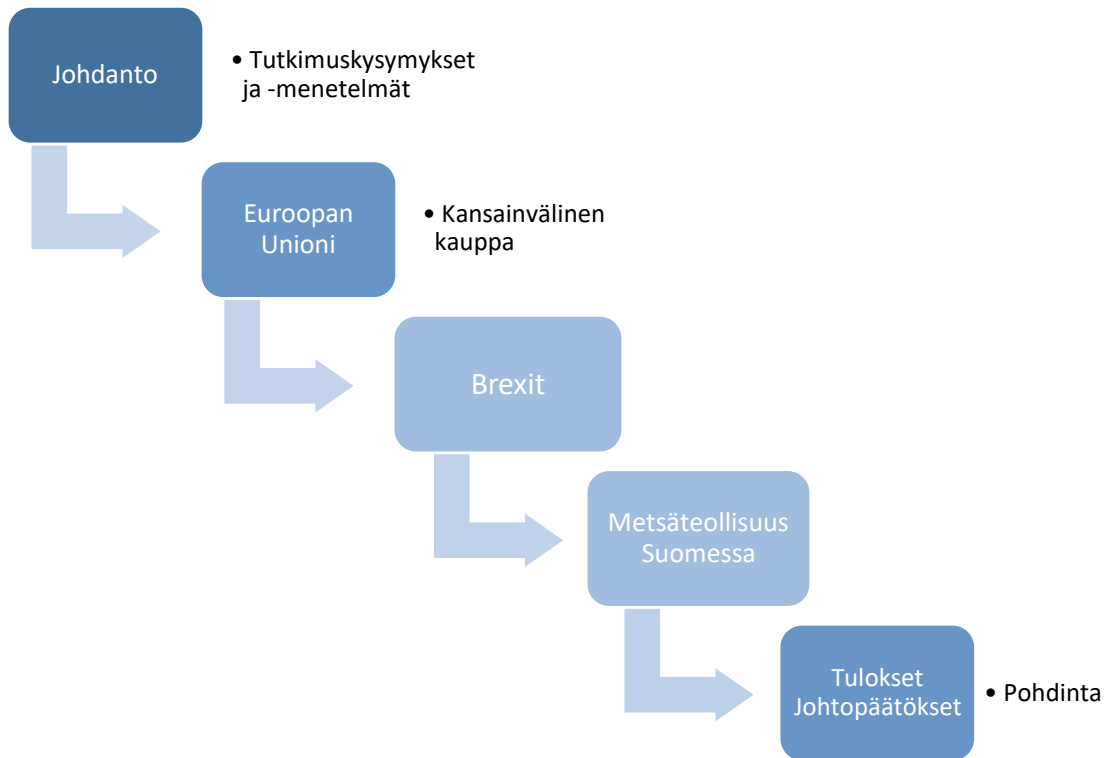 Johdanto
• Tutkimuskysymykset
ja -menetelmät
Euroopan
Unioni
• Kansainvälinen
kauppa
Brexit
Metsäteollisuus
Suomessa
Tulokset
Johtopäätökset
• Pohdinta